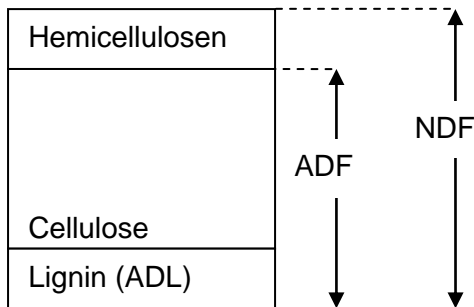 Hemicellulosen
NDF
ADF
Cellulose
Lignin (ADL)